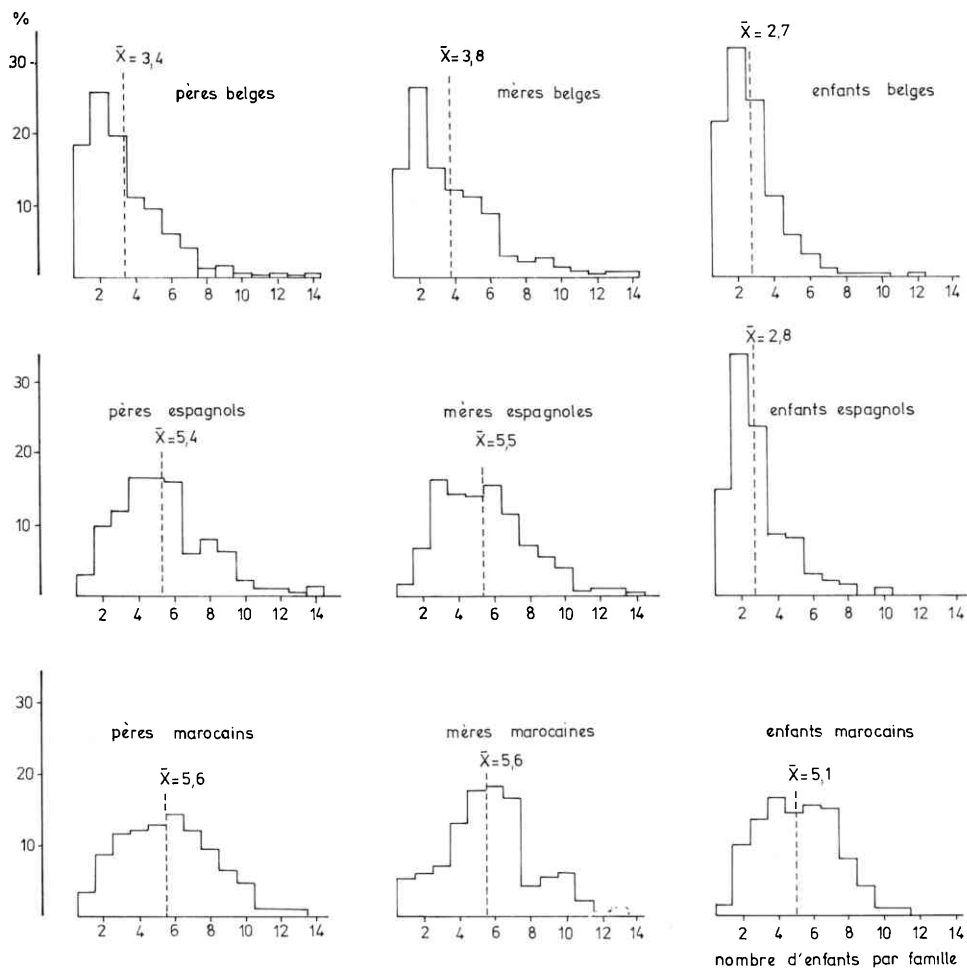 %
X̄ = 3,4
X̄ = 3,8
X̄ = 2,7
pères belges
mères belges
enfants belges
30
20
10
2 4 6 8 10 12 14
2 4 6 8 10 12 14
2 4 6 8 10 12 14
X̄ = 2,8
pères espagnols
mères espagnoles
enfants espagnols
X̄ = 5,4
X̄ = 5,5
30
20
10
2 4 6 8 10 12 14
2 4 6 8 10 12 14
2 4 6 8 10 12 14
pères marocains
mères marocaines
enfants marocains
X̄ = 5,6
X̄ = 5,6
X̄ = 5,1
30
20
10
2 4 6 8 10 12 14
2 4 6 8 10 12 14
2 4 6 8 10 12 14
nombre d'enfants par famille